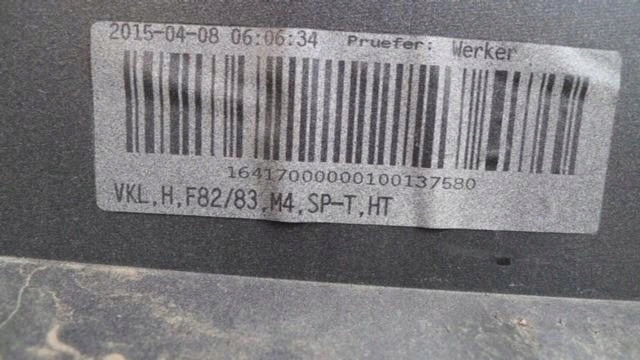 2015-04-08 06:06:34 Pruefer: Werker
16417000000100137580
VKL,H,F82/83,M4,SP-T,HT